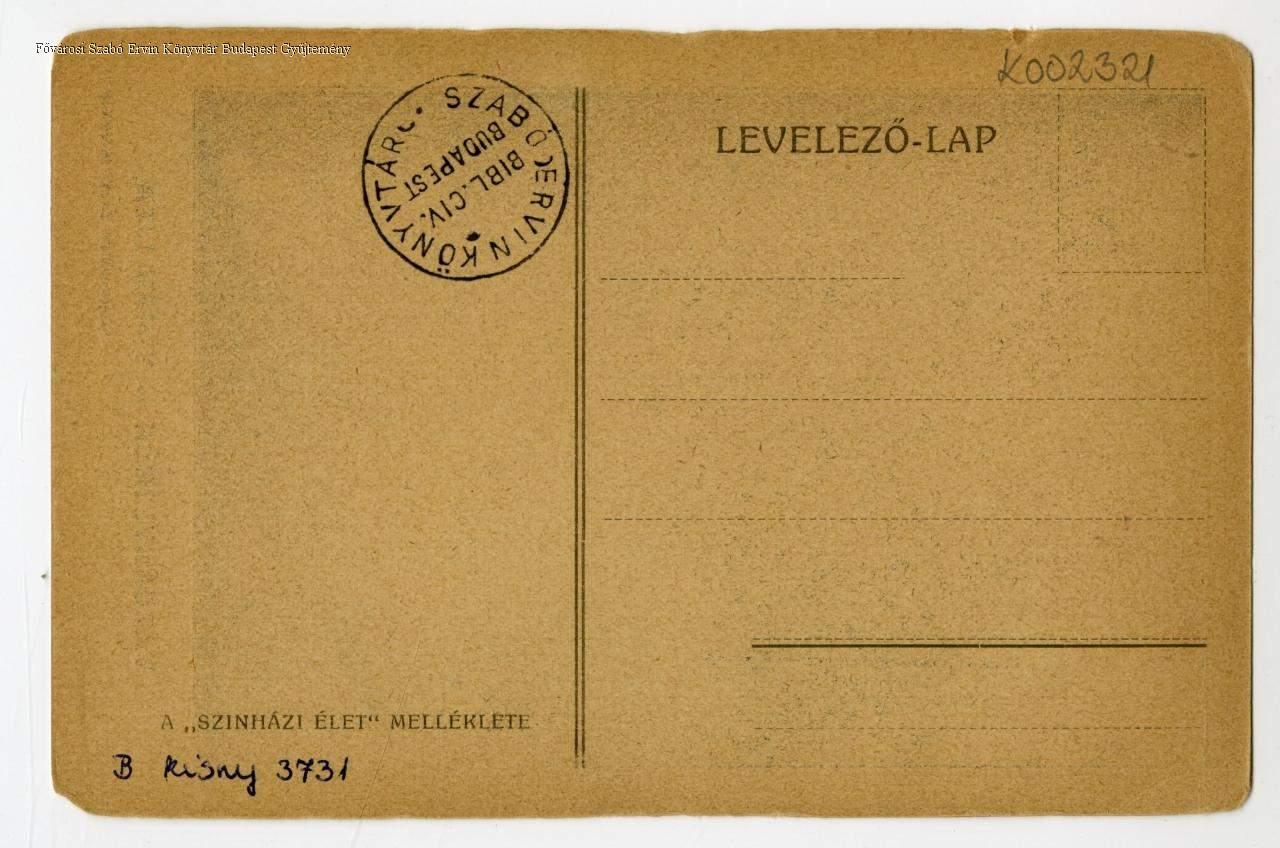 Fővárosi Szabó Ervin Könyvtár Budapest Gyűjtemény
K002321
SZABÓ ERVIN KÖNYVTÁR
BIBL. CIV.
BUDAPEST
LEVELEZŐ-LAP
A „SZINHÁZI ÉLET“ MELLÉKLETE
B Kisny 3731